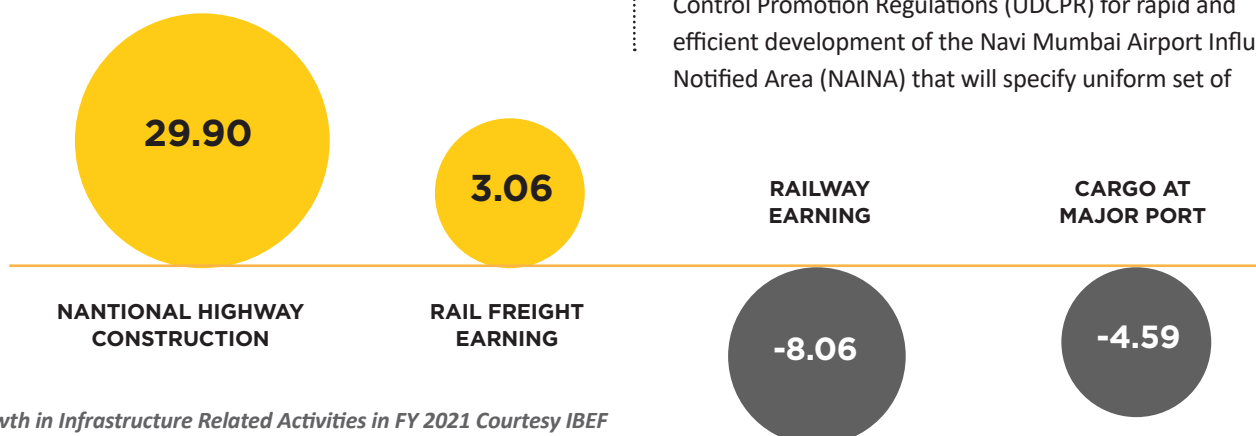 Control Promotion Regulations (UDCPR) for rapid and
efficient development of the Navi Mumbai Airport Influ
Notified Area (NAINA) that will specify uniform set of
29.90
3.06
RAILWAY
EARNING
CARGO AT
MAJOR PORT
NANTIONAL HIGHWAY
CONSTRUCTION
RAIL FREIGHT
EARNING
-8.06
-4.59
wth in Infrastructure Related Activities in FY 2021 Courtesy IBEF